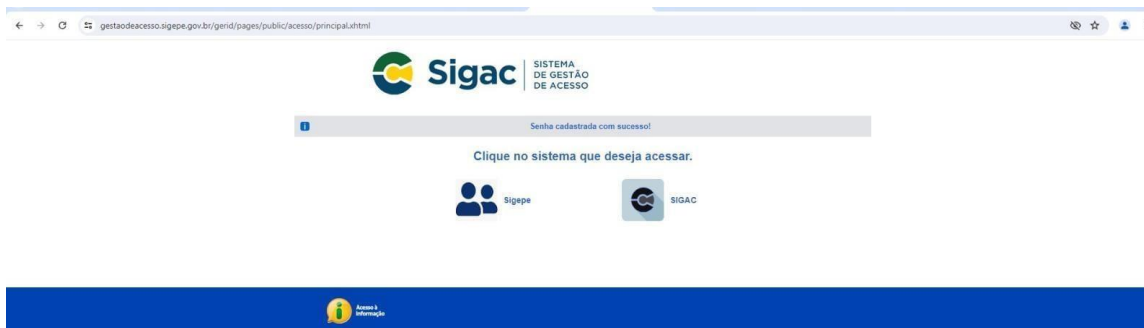 gestaodeacesso.sigepe.gov.br/gerid/pages/public/acesso/principal.xhtml
Sigac
SISTEMA
DE GESTÃO
DE ACESSO
Senha cadastrada com sucesso!
Clique no sistema que deseja acessar.
Sigepe
SIGAC
Acesso à
Informação